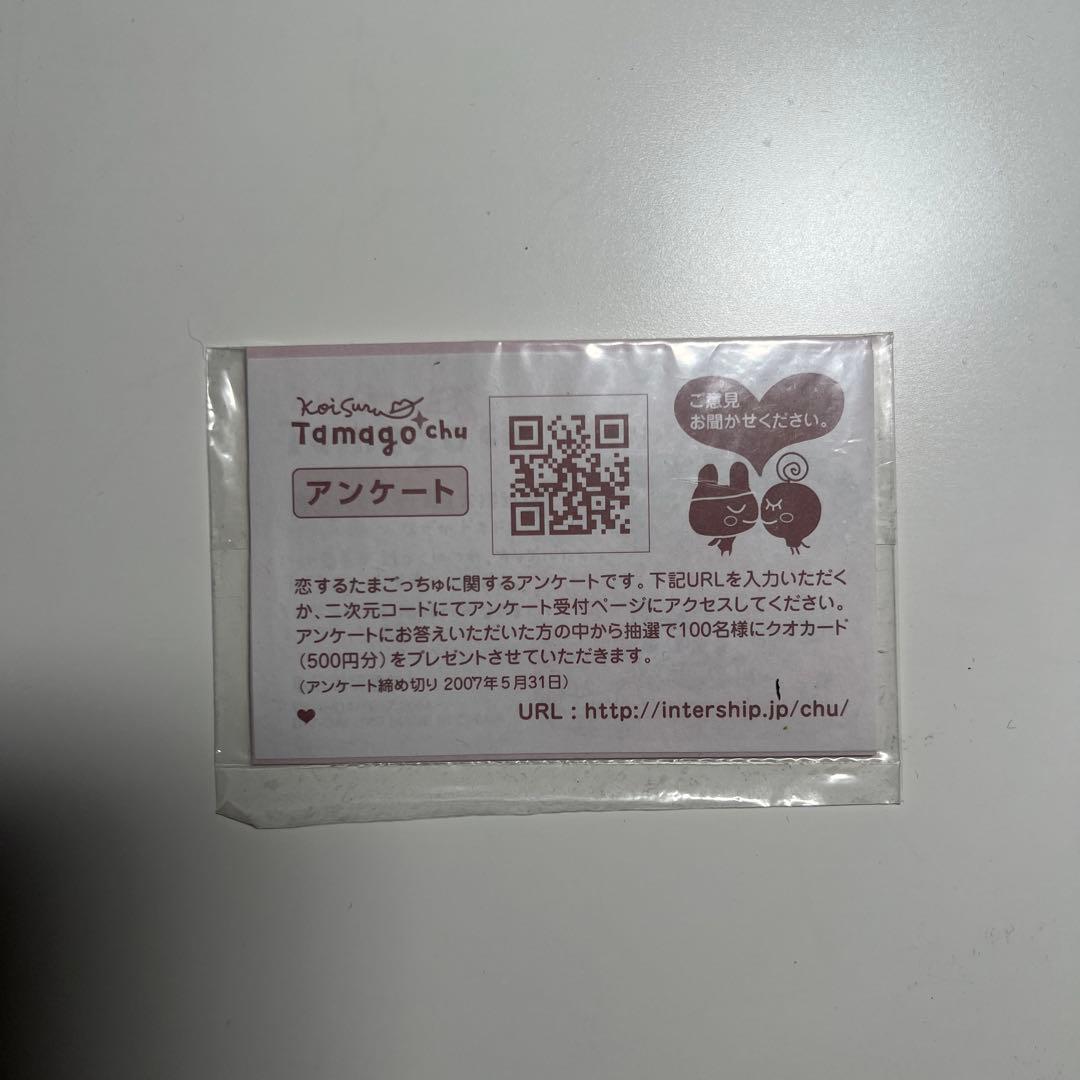 Koisuru
Tamago chu
アンケート
ご意見
お聞かせください。
恋するたまごっちゅに関するアンケートです。下記URLを入力いただく
か、二次元コードにてアンケート受付ページにアクセスしてください。
アンケートにお答えいただいた方の中から抽選で100名様にクオカード
(500円分)をプレゼントさせていただきます。
(アンケート締め切り 2007年5月31日)
URL : http://intership.jp/chu/